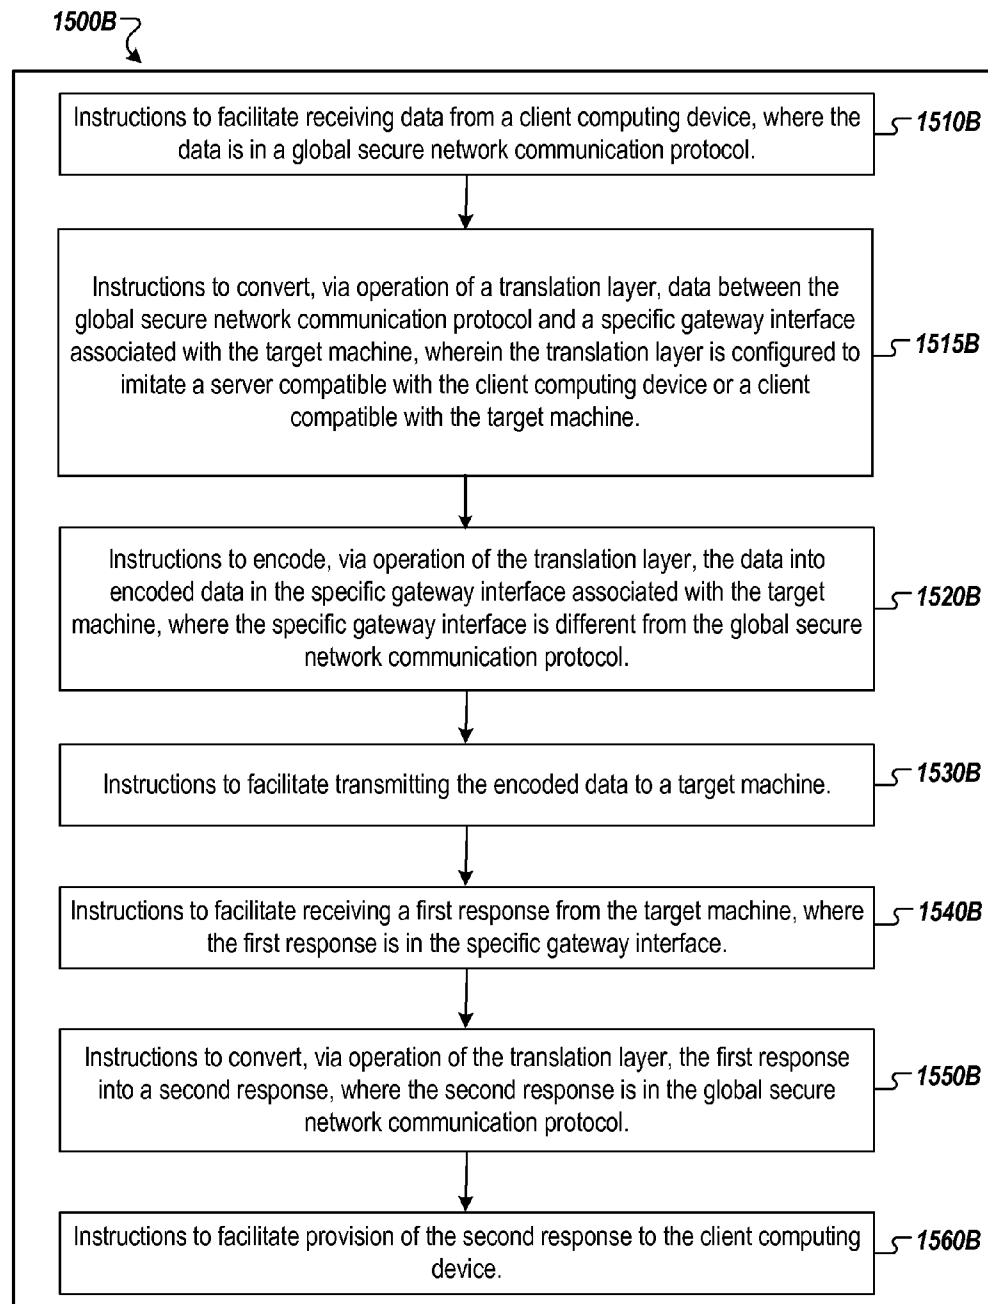 1500B
Instructions to facilitate receiving data from a client computing device, where the
data is in a global secure network communication protocol.
1510B
Instructions to convert, via operation of a translation layer, data between the
global secure network communication protocol and a specific gateway interface
associated with the target machine, wherein the translation layer is configured to
imitate a server compatible with the client computing device or a client
compatible with the target machine.
1515B
Instructions to encode, via operation of the translation layer, the data into
encoded data in the specific gateway interface associated with the target
machine, where the specific gateway interface is different from the global secure
network communication protocol.
1520B
Instructions to facilitate transmitting the encoded data to a target machine.
1530B
Instructions to facilitate receiving a first response from the target machine, where
the first response is in the specific gateway interface.
1540B
Instructions to convert, via operation of the translation layer, the first response
into a second response, where the second response is in the global secure
network communication protocol.
1550B
Instructions to facilitate provision of the second response to the client computing
device.
1560B